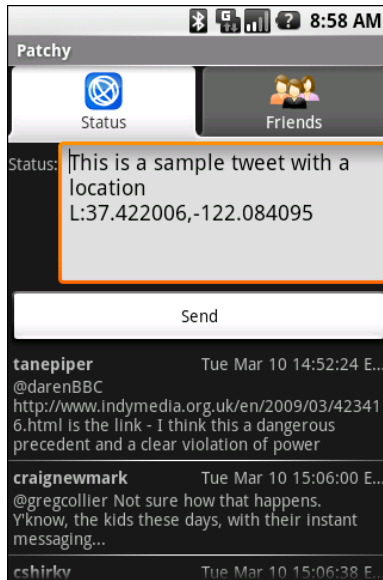 8:58 AM
Patchy
Status
Friends
Status:
This is a sample tweet with a
location
L:37.422006,-122.084095
Send
tanepiper Tue Mar 10 14:52:24 E...
@darenBBC
http://www.indymedia.org.uk/en/2009/03/42341
6.html is the link - I think this a dangerous
precedent and a clear violation of power
craignewmark Tue Mar 10 15:06:00 E...
@gregcollier Not sure how that happens.
Y'know, the kids these days, with their instant
messaging...
cshirky Tue Mar 10 15:06:38 E...